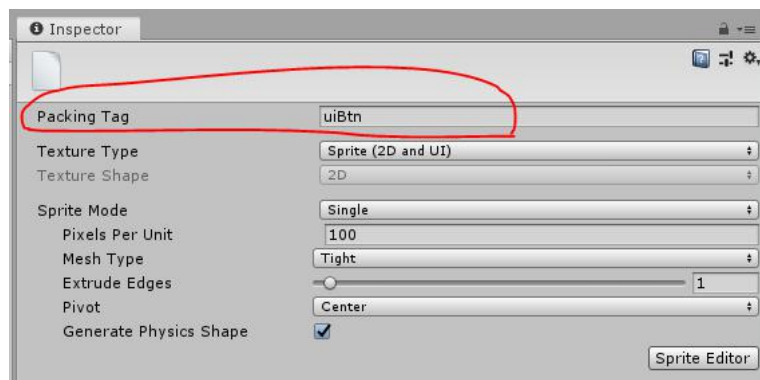 Inspector
Packing Tag uiBtn
Texture Type Sprite (2D and UI)
Texture Shape 2D
Sprite Mode Single
Pixels Per Unit 100
Mesh Type Tight
Extrude Edges 1
Pivot Center
Generate Physics Shape
Sprite Editor